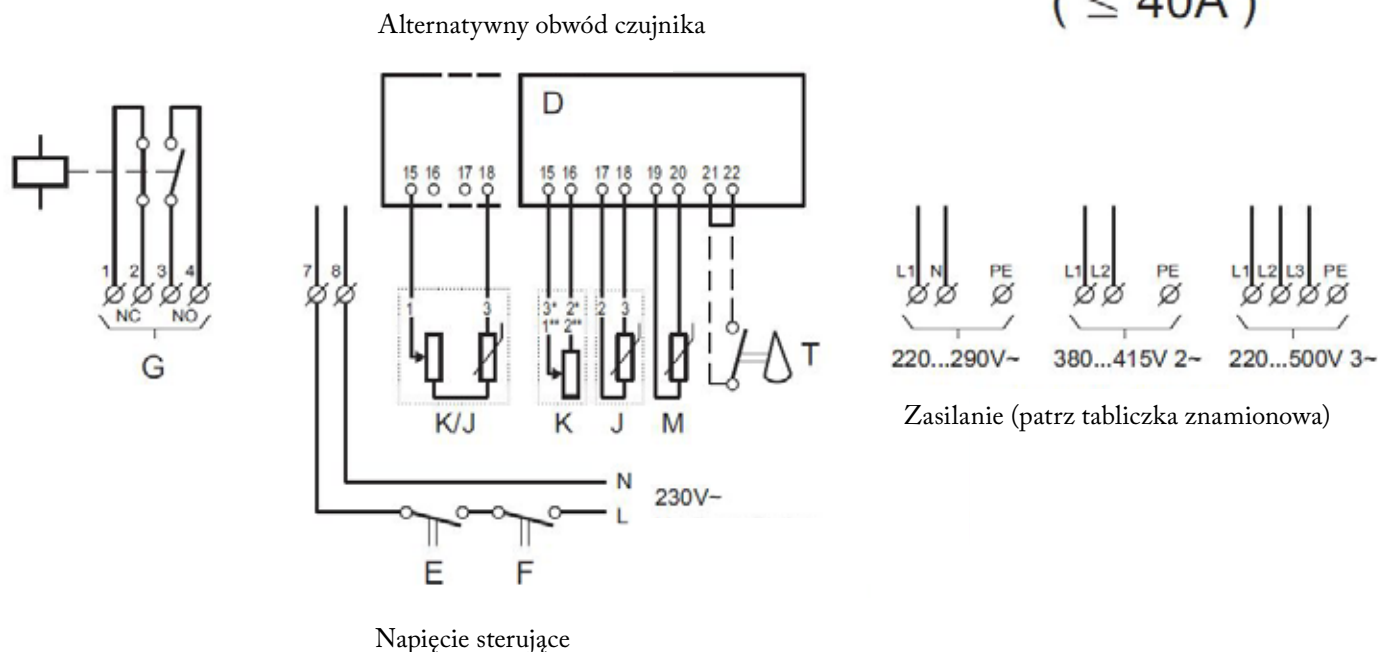 ( ≤ 40A )
Alternatywny obwód czujnika
D
15 16 17 18
15 16 17 18 19 20 21 22
1 2 3 4
NC NO
G
7 8
1 3
3* 2* 2 3
1** 2**
K/J K J M
T
L1 N PE
L1 L2 PE
L1 L2 L3 PE
220...290V~
380...415V 2~
220...500V 3~
Zasilanie (patrz tabliczka znamionowa)
N
230V~
L
E F
Napięcie sterujące